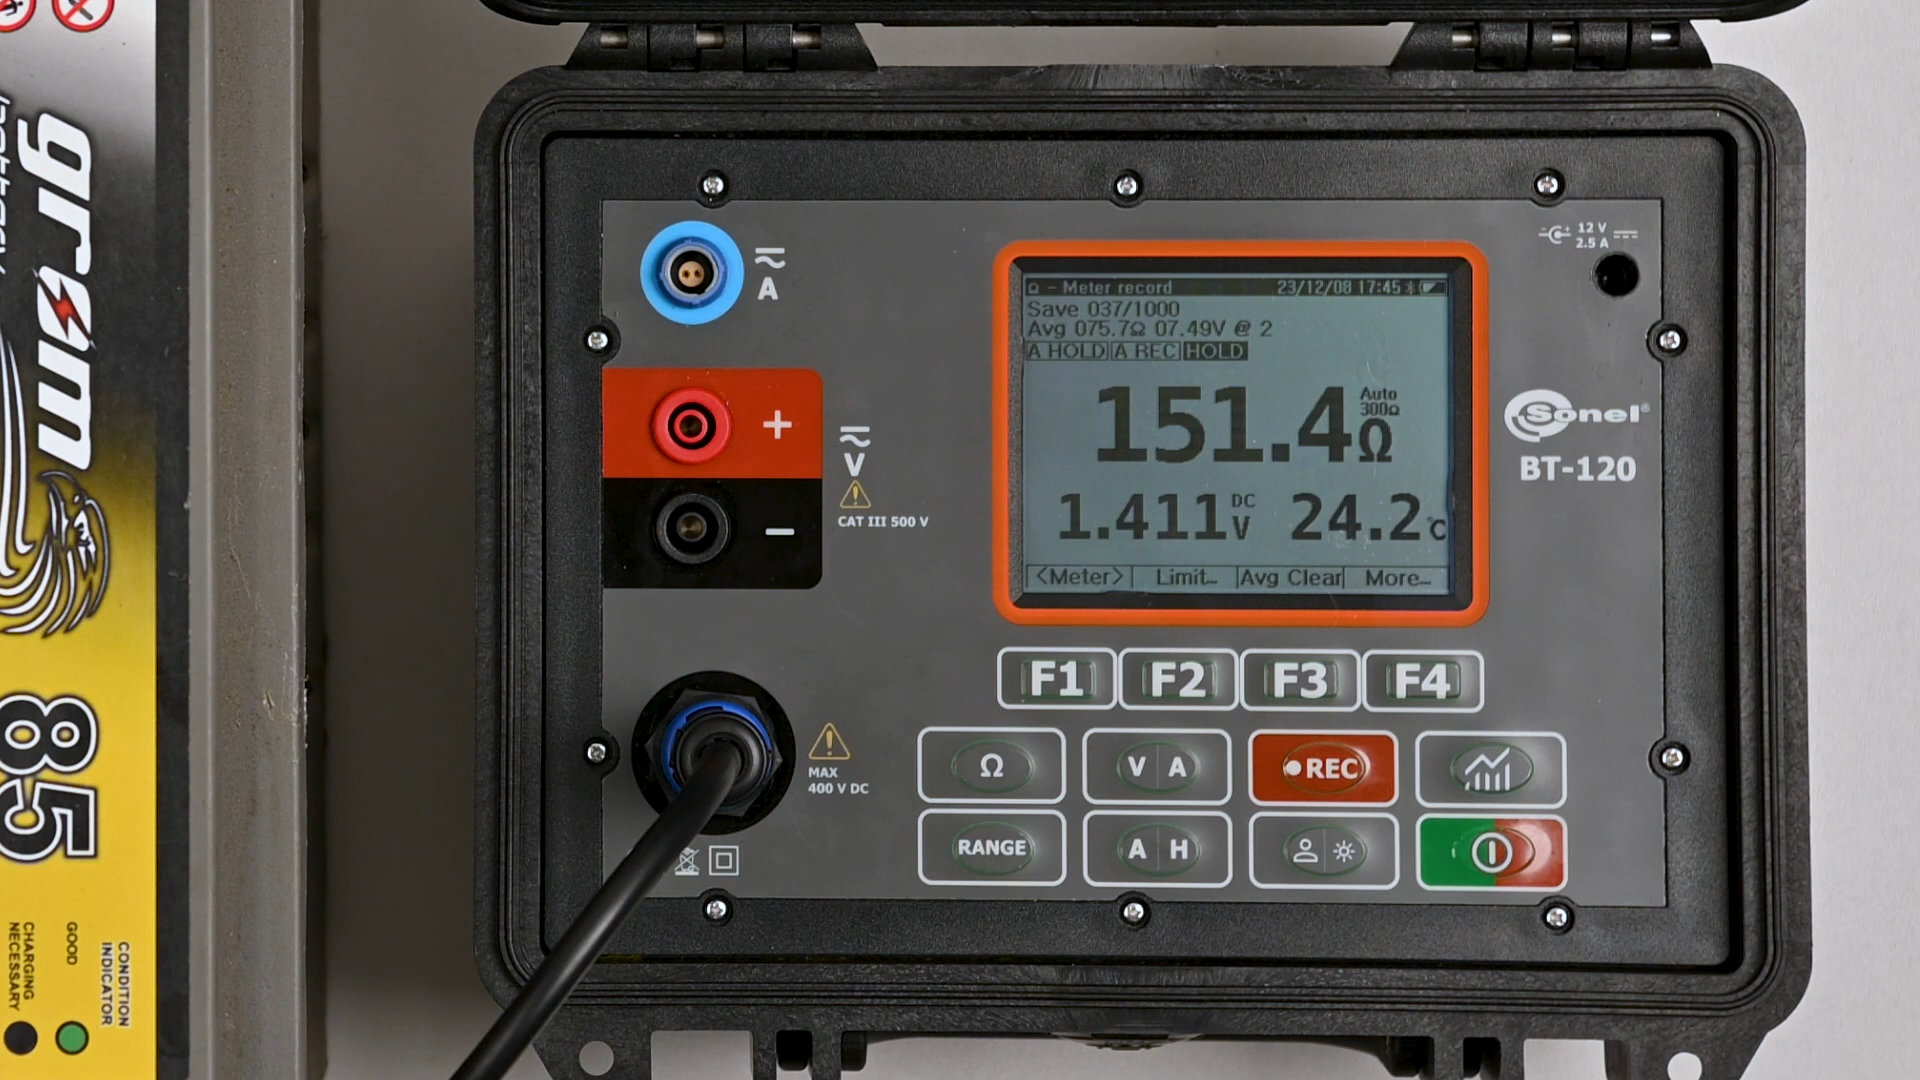 grom
battery
85
CONDITION
INDICATOR
GOOD
CHARGING
NECESSARY
A
+
−
V
CAT III 500 V
MAX
400 V DC
Ω - Meter record 23/12/08 17:45
Save 037/1000
Avg 075.7Ω 07.49V @ 2
A HOLD A REC HOLD
151.4Ω Auto 300Ω
1.411 DC V 24.2°C
<Meter> Limit… Avg Clear More…
12 V
2.5 A
Sonel®
BT-120
F1 F2 F3 F4
Ω V A ●REC
RANGE A H